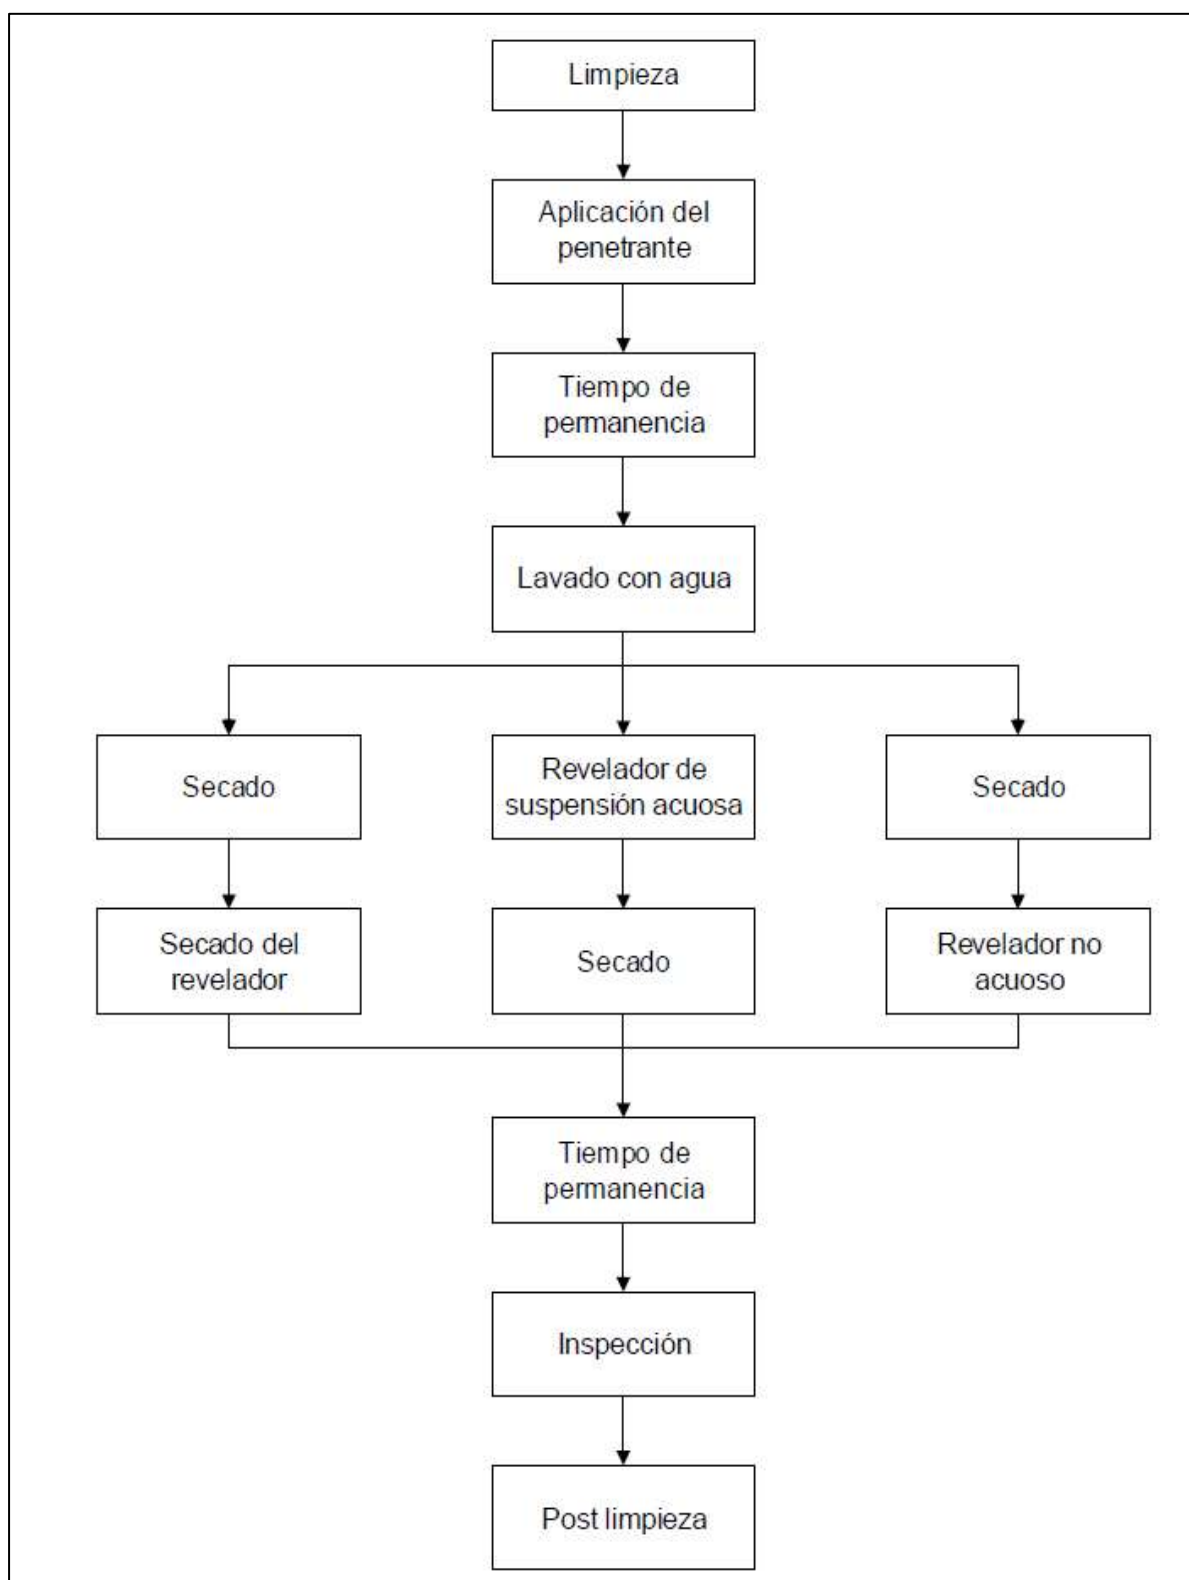 Limpieza
Aplicación del
penetrante
Tiempo de
permanencia
Lavado con agua
Secado
Revelador de
suspensión acuosa
Secado
Secado del
revelador
Secado
Revelador no
acuoso
Tiempo de
permanencia
Inspección
Post limpieza